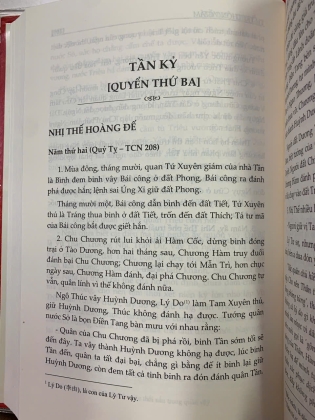 TẦN KỶ
[QUYỂN THỨ BA]
NHỊ THẾ HOÀNG ĐẾ
Năm thứ hai (Quý Tỵ – TCN 208)
1. Mùa đông, tháng mười, quan Tứ Xuyên giám của nhà Tần
là Bình đem binh vây Bái công ở đất Phong. Bái công ra đánh
phá được hắn; lệnh sai Ủng Xỉ giữ đất Phong.
Tháng mười một, Bái công dẫn binh đến đất Tiết, Tứ Xuyên
thú là Tráng thua binh ở đất Tiết, trốn đến đất Thích; Tả tư mã
của Bái công bắt được giết hắn.
2. Chu Chương rút lui khỏi ải Hàm Cốc, dừng binh đóng
trại ở Tào Dương, hơn hai tháng sau, Chương Hàm truy đuổi
đánh bại Chu Chương; Chương lại chạy tới Mẫn Trì, hơn chục
ngày sau, Chương Hàm đánh, đại phá Chương. Chu Chương tự
vẫn, quân lính vì thế không đánh nữa.
Ngô Thúc vây Huỳnh Dương, Lý Do(1) làm Tam Xuyên thú,
giữ Huỳnh Dương, Thúc không đánh hạ được. Tướng quân
nước Sở là bọn Điền Tang bàn mưu với nhau rằng:
- Quân của Chu Chương đã bị phá rồi, binh Tần sớm tối sẽ
đến đây. Ta vây thành Huỳnh Dương không hạ được, lúc binh
Tần đến, quân ta tất đại bại, chẳng gì bằng để ít binh lại giữ
Huỳnh Dương, còn đem tất cả tinh binh ra đón đánh quân Tần,
1 Lý Do (李由), là con của Lý Tư vậy.